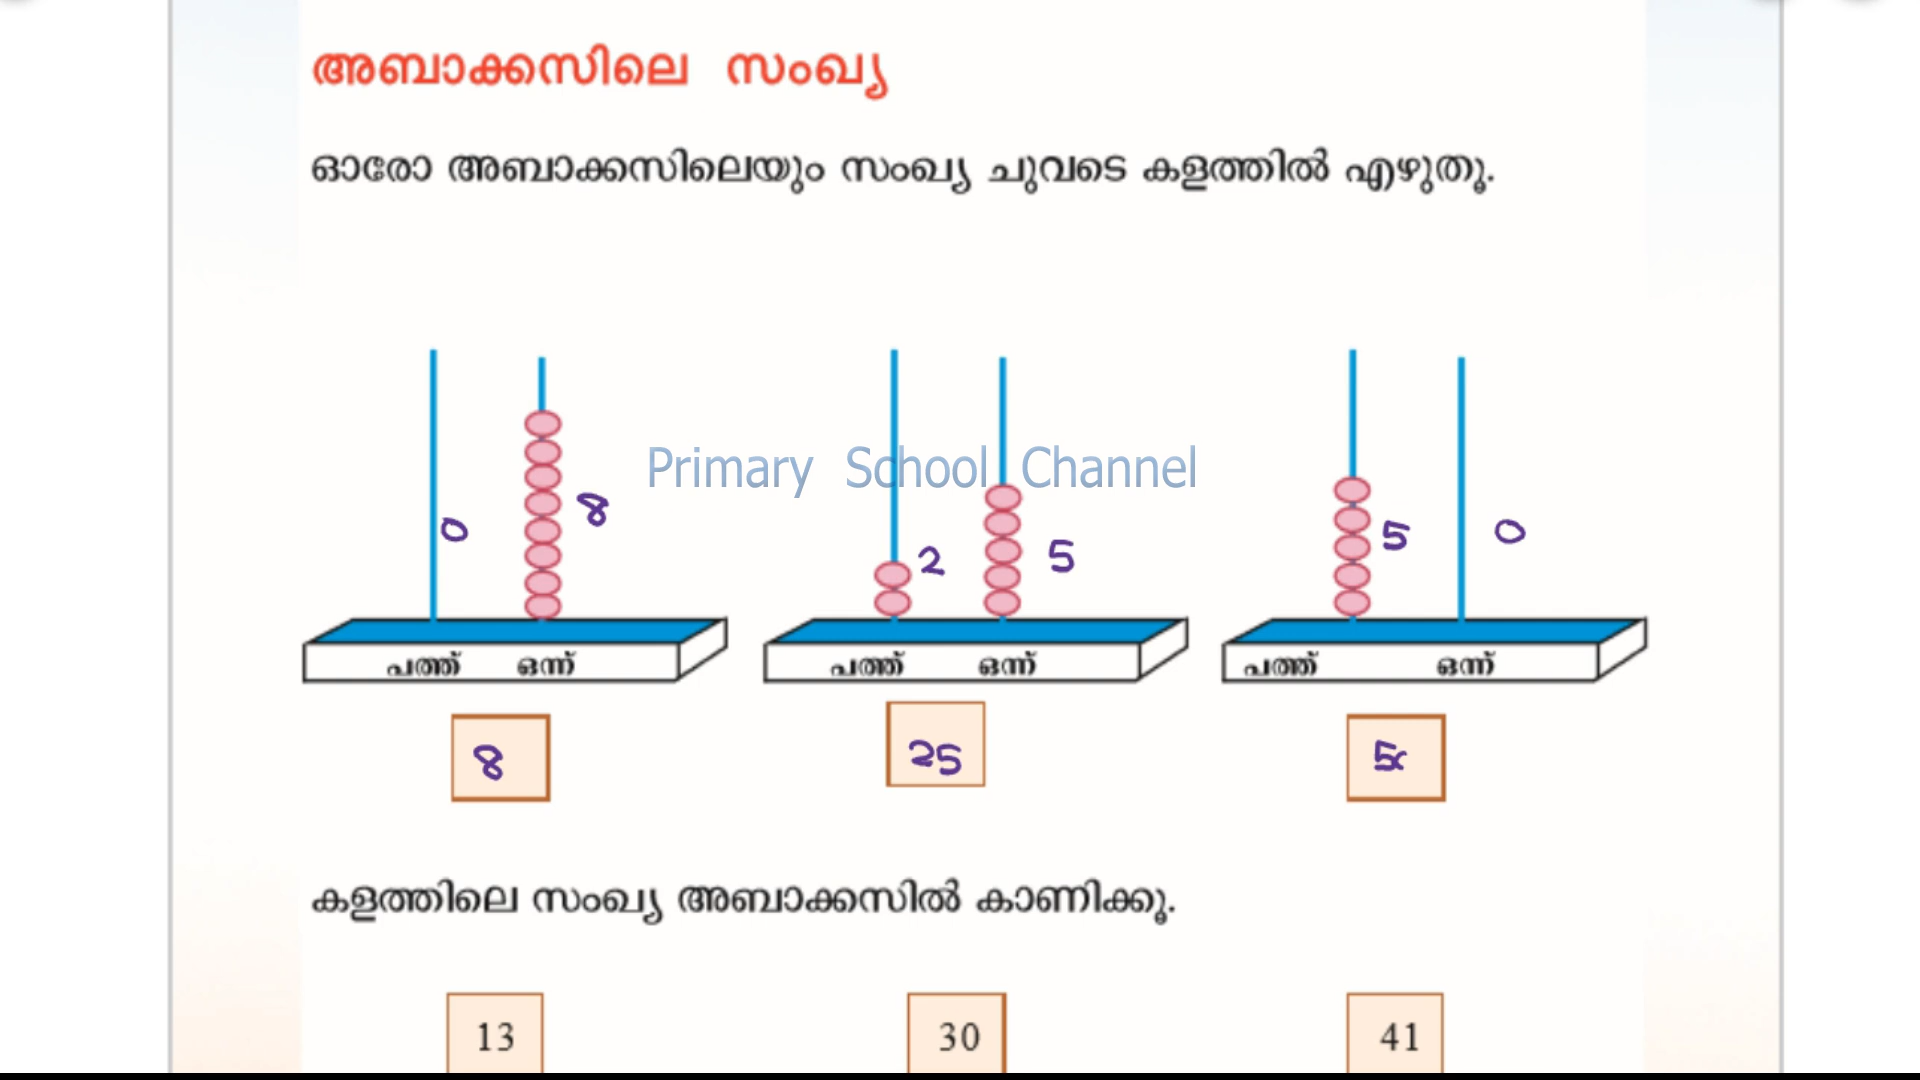 അബാക്കസിലെ സംഖ്യ
ഓരോ അബാക്കസിലെയും സംഖ്യ ചുവടെ കളത്തിൽ എഴുതൂ.
Primary School Channel
0 8 2 5 5 0
പത്ത് ഒന്ന് പത്ത് ഒന്ന് പത്ത് ഒന്ന്
8 25 5
കളത്തിലെ സംഖ്യ അബാക്കസിൽ കാണിക്കൂ.
13 30 41